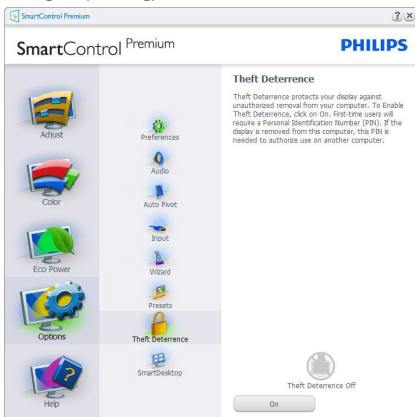 SmartControl Premium
SmartControl Premium
PHILIPS
Adjust
Color
Eco Power
Options
Help
Preferences
Audio
Auto Pivot
Input
Wizard
Presets
Theft Deterrence
SmartDesktop
Theft Deterrence
Theft Deterrence protects your display against
unauthorized removal from your computer. To Enable
Theft Deterrence, click on On. First-time users will
require a Personal Identification Number (PIN). If the
display is removed from this computer, this PIN is
needed to authorize use on another computer.
Theft Deterrence Off
On